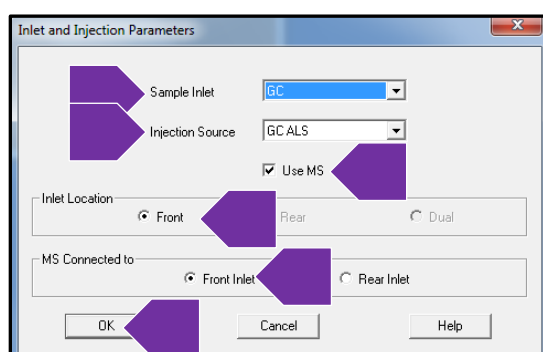 Inlet and Injection Parameters
Sample Inlet GC
Injection Source GC ALS
Use MS
Inlet Location
Front Rear Dual
MS Connected to
Front Inlet Rear Inlet
OK Cancel Help